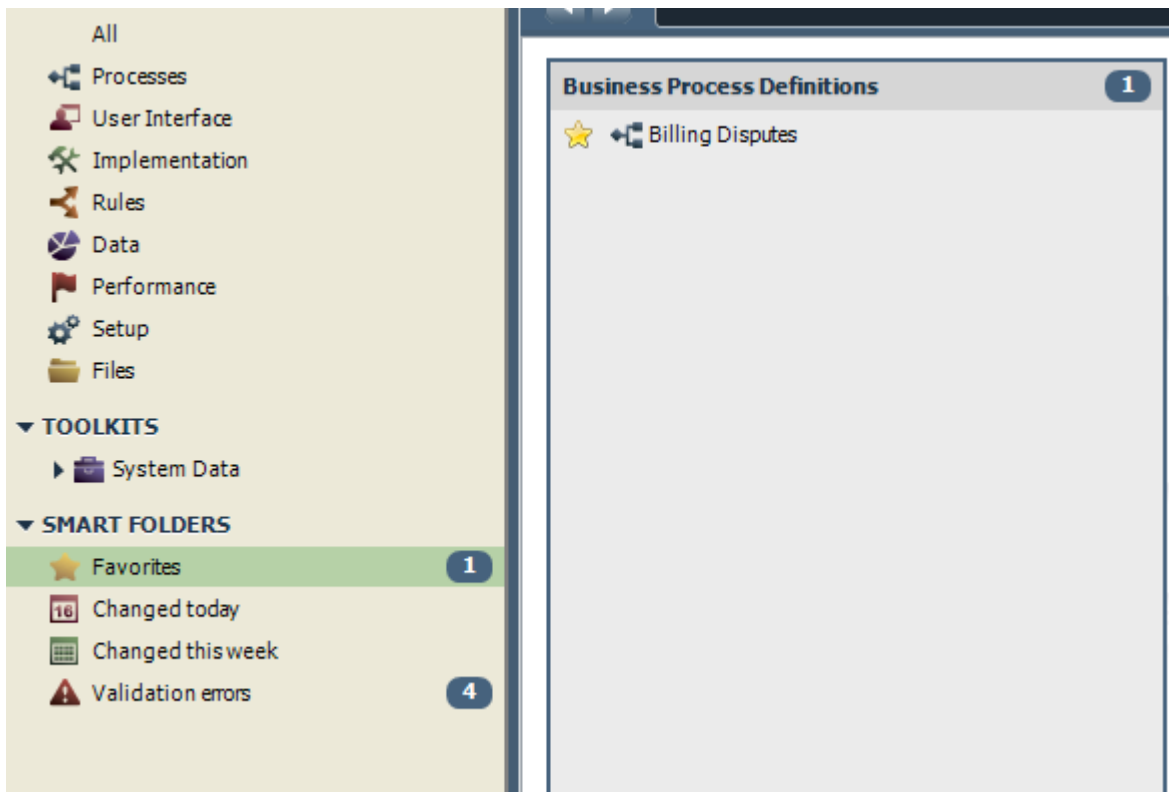 All
Processes
User Interface
Implementation
Rules
Data
Performance
Setup
Files
TOOLKITS
System Data
SMART FOLDERS
Favorites 1
16 Changed today
Changed this week
Validation errors 4
Business Process Definitions 1
Billing Disputes